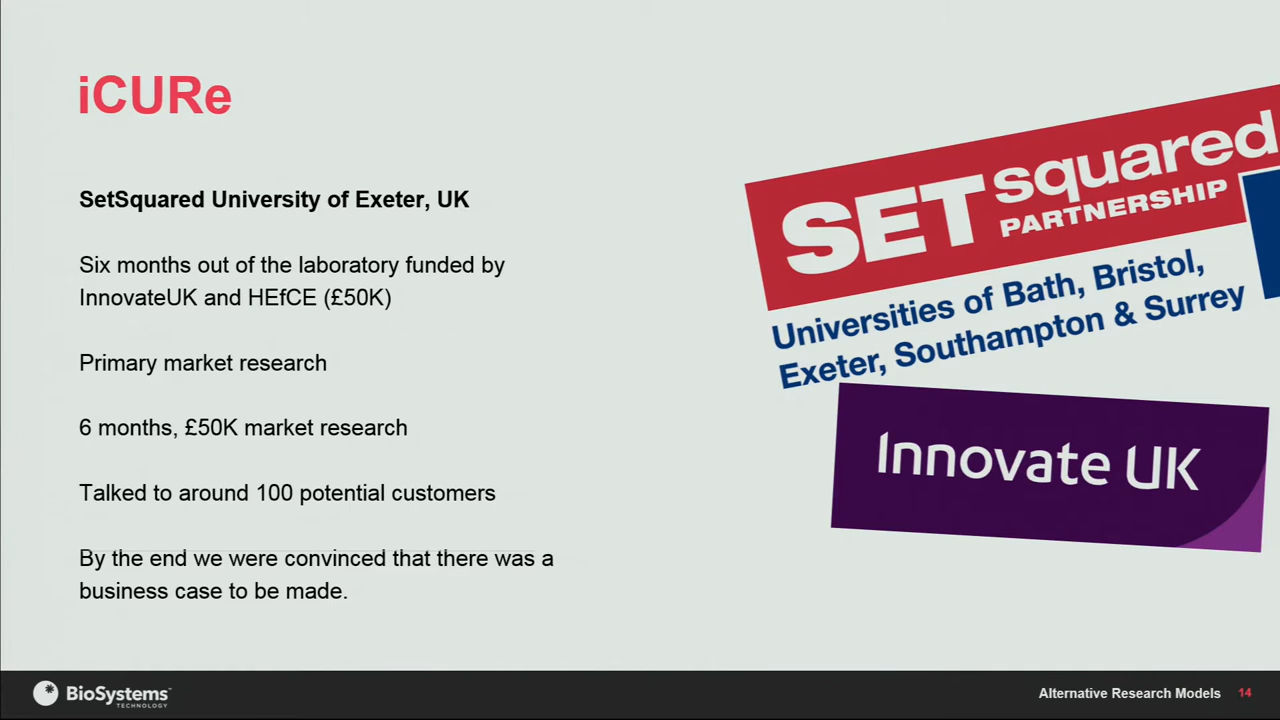 iCURe
SetSquared University of Exeter, UK
Six months out of the laboratory funded by
InnovateUK and HEfCE (£50K)
Primary market research
6 months, £50K market research
Talked to around 100 potential customers
By the end we were convinced that there was a
business case to be made.
SET squared
PARTNERSHIP
Universities of Bath, Bristol,
Exeter, Southampton & Surrey
Innovate UK
BioSystems
TECHNOLOGY
Alternative Research Models 14